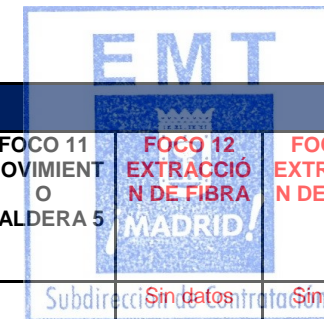 EMT
FOCO 11
OVIMIENT
O
ALDERA 5
FOCO 12
EXTRACCIÓ
N DE FIBRA
FO
EXTR
N DE
MADRID
Subdirección de Contratación
Sin datos
Sin